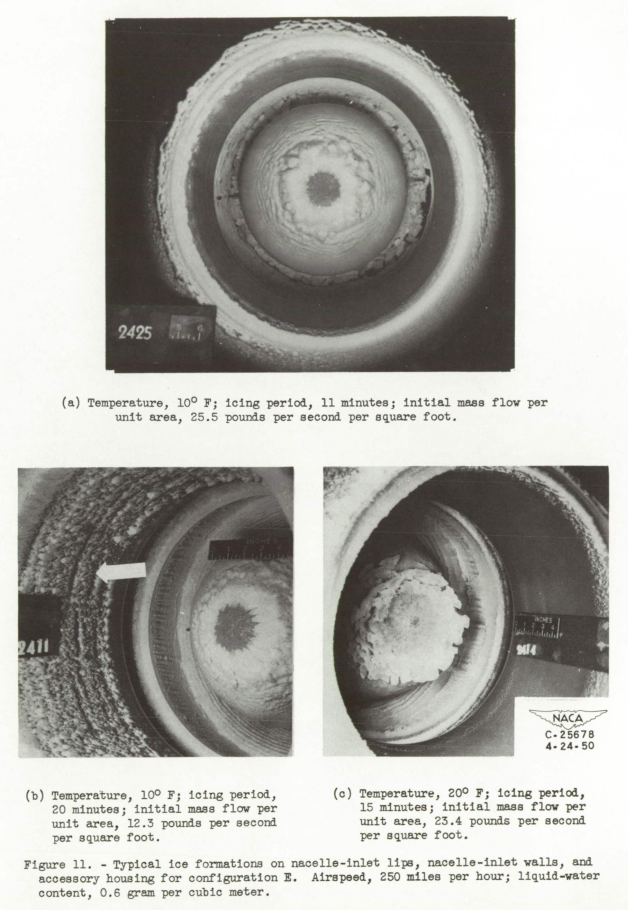 2425
(a) Temperature, 10° F; icing period, 11 minutes; initial mass flow per
unit area, 25.5 pounds per second per square foot.
INCHES
2411
INCHES
1 2 3 4
2414
NACA
C-25678
4-24-50
(b) Temperature, 10° F; icing period,
20 minutes; initial mass flow per
unit area, 12.3 pounds per second
per square foot.
(c) Temperature, 20° F; icing period,
15 minutes; initial mass flow per
unit area, 23.4 pounds per second
per square foot.
Figure 11. - Typical ice formations on nacelle-inlet lips, nacelle-inlet walls, and
accessory housing for configuration E. Airspeed, 250 miles per hour; liquid-water
content, 0.6 gram per cubic meter.